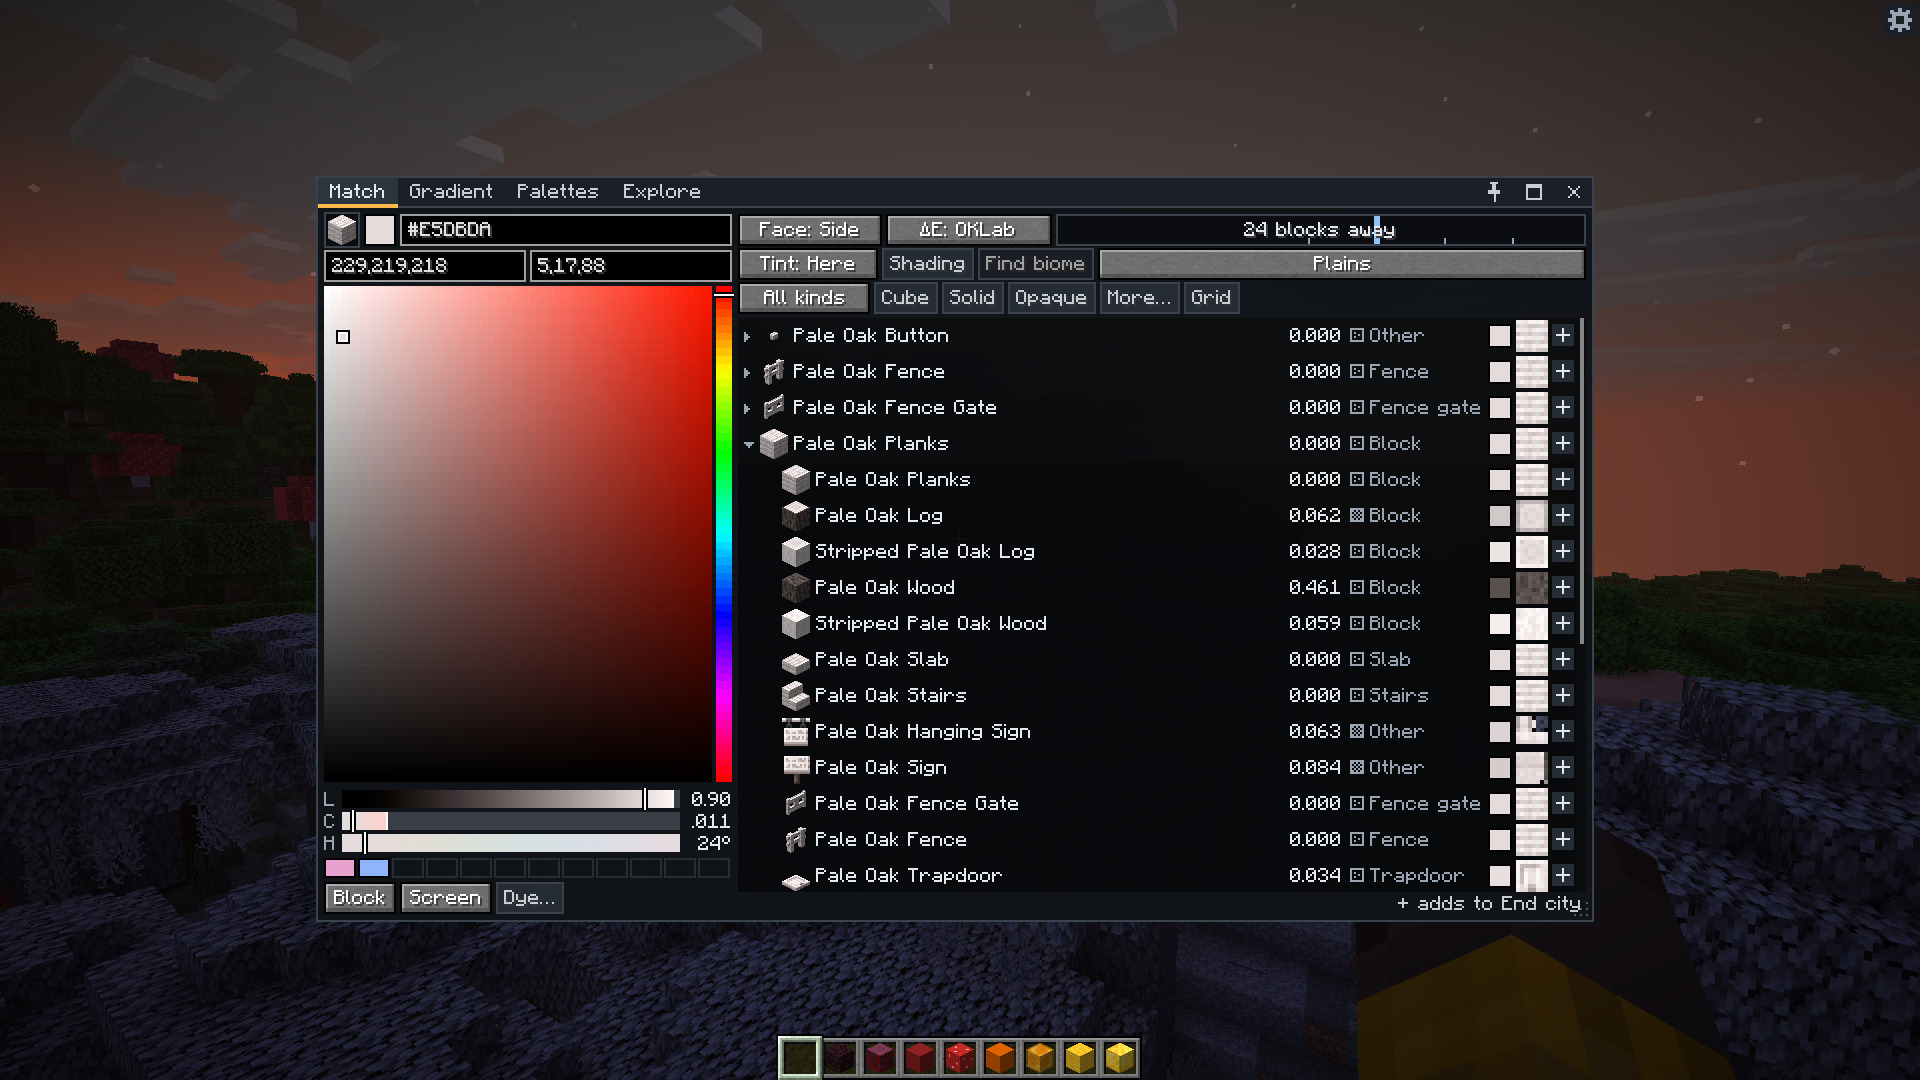 Match Gradient Palettes Explore
#E5DBDA Face: Side ΔE: OKLab 24 blocks away
229,219,218 5,17,88 Tint: Here Shading Find biome Plains
All kinds Cube Solid Opaque More... Grid
Pale Oak Button 0.000 Other +
Pale Oak Fence 0.000 Fence +
Pale Oak Fence Gate 0.000 Fence gate +
Pale Oak Planks 0.000 Block +
Pale Oak Planks 0.000 Block +
Pale Oak Log 0.062 Block +
Stripped Pale Oak Log 0.028 Block +
Pale Oak Wood 0.461 Block +
Stripped Pale Oak Wood 0.059 Block +
Pale Oak Slab 0.000 Slab +
Pale Oak Stairs 0.000 Stairs +
Pale Oak Hanging Sign 0.063 Other +
Pale Oak Sign 0.084 Other +
Pale Oak Fence Gate 0.000 Fence gate +
Pale Oak Fence 0.000 Fence +
Pale Oak Trapdoor 0.034 Trapdoor +
L 0.90
C .011
H 24°
Block Screen Dye...
+ adds to End city